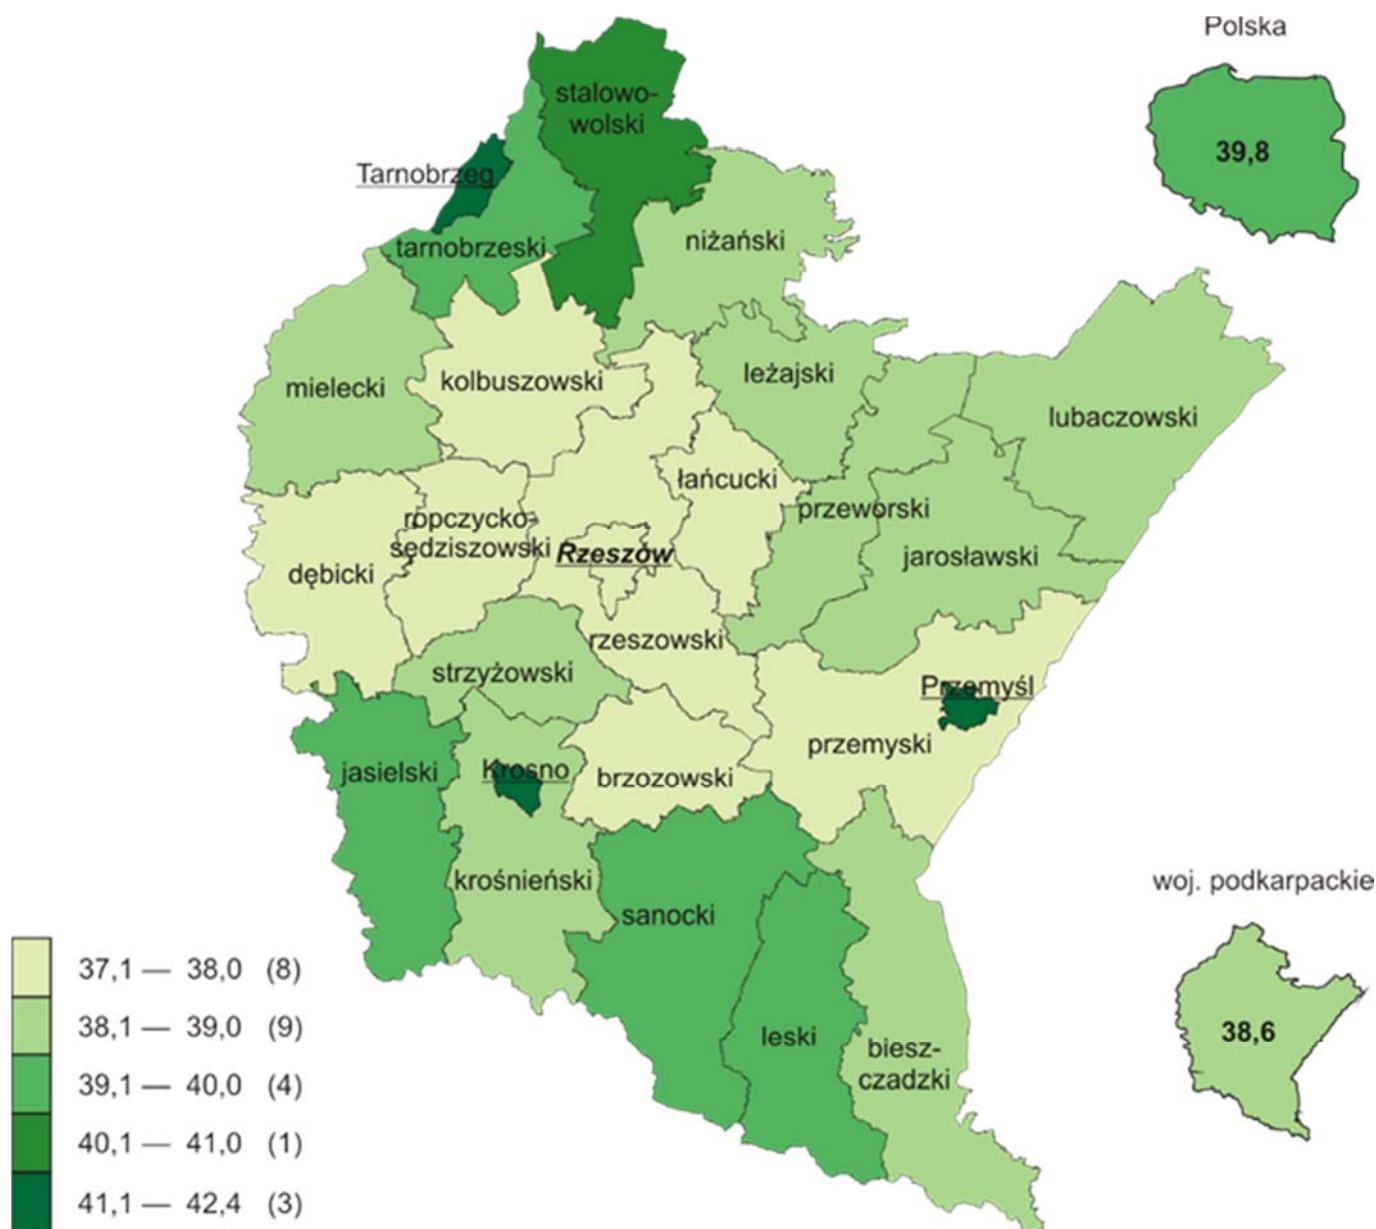 Polska
39,8
stalowo-
wolski
Tarnobrzeg
tarnobrzeski
niżański
mielecki
kolbuszowski
leżajski
lubaczowski
łańcucki
przeworski
ropczycko-
sędziszowski
Rzeszów
jarosławski
dębicki
rzeszowski
strzyżowski
Przemyśl
przemyski
jasielski
Krosno
brzozowski
krośnieński
sanocki
leski
biesz-
czadzki
woj. podkarpackie
38,6
37,1 — 38,0 (8)
38,1 — 39,0 (9)
39,1 — 40,0 (4)
40,1 — 41,0 (1)
41,1 — 42,4 (3)